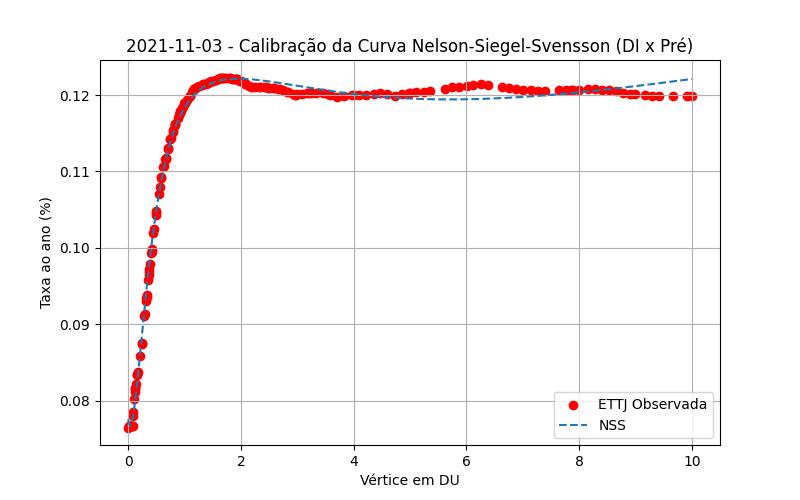 2021-11-03 - Calibração da Curva Nelson-Siegel-Svensson (DI x Pré)
Taxa ao ano (%)
0.12
0.11
0.10
0.09
0.08
ETTJ Observada
NSS
0 2 4 6 8 10
Vértice em DU